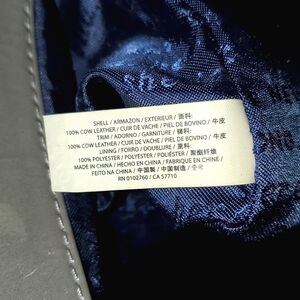 SHELL / ARMAZON / EXTERIEUR / 面料:
100% COW LEATHER / CUIR DE VACHE / PIEL DE BOVINO / 牛皮
TRIM / ADORNO / GARNITURE / 辅料:
100% COW LEATHER / CUIR DE VACHE / PIEL DE BOVINO / 牛皮
LINING / FORRO / DOUBLURE / 里料:
100% POLYESTER / POLYÉSTER / POLIÉSTER / 聚酯纤维
MADE IN CHINA / HECHO EN CHINA / FABRIQUE EN CHINE /
FEITO NA CHINA / 中國製 / 中国制造 /
RN 0102760 / CA 57710